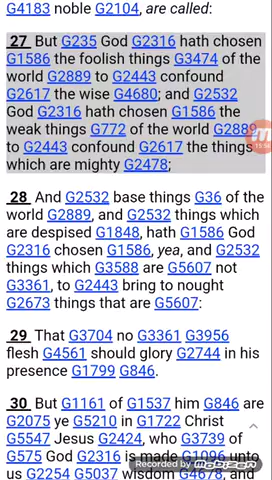 G4183 noble G2104, are called:
27 But G235 God G2316 hath chosen
G1586 the foolish things G3474 of the
world G2889 to G2443 confound
G2617 the wise G4680; and G2532
God G2316 hath chosen G1586 the
weak things G772 of the world G2889
to G2443 confound G2617 the things
which are mighty G2478;
15:56
28 And G2532 base things G36 of the
world G2889, and G2532 things which
are despised G1848, hath G1586 God
G2316 chosen G1586, yea, and G2532
things which G3588 are G5607 not
G3361, to G2443 bring to nought
G2673 things that are G5607:
29 That G3704 no G3361 G3956
flesh G4561 should glory G2744 in his
presence G1799 G846.
30 But G1161 of G1537 him G846 are
G2075 ye G5210 in G1722 Christ
G5547 Jesus G2424, who G3739 of
G575 God G2316 is made G1096 unto
Recorded by MOBIZEN
us G2254 G5037 wisdom G4678, and